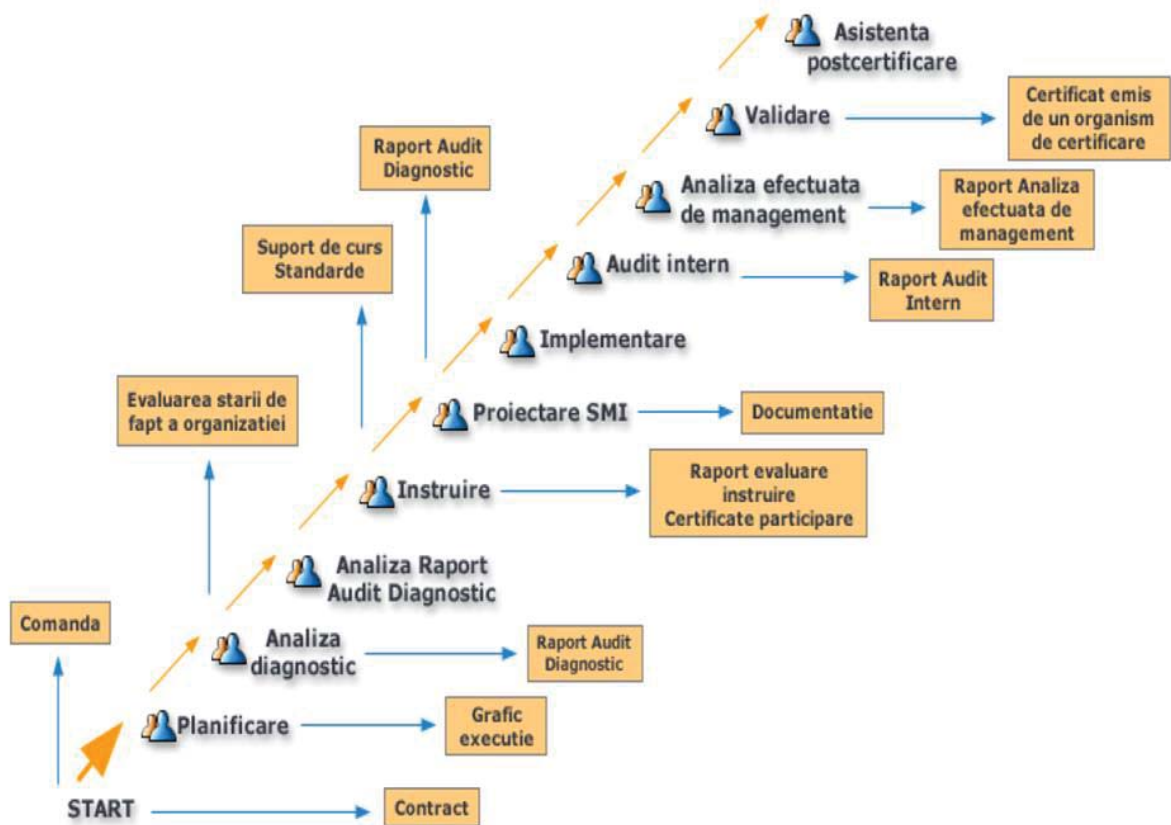 Asistenta
postcertificare
Validare
Certificat emis
de un organism
de certificare
Raport Audit
Diagnostic
Analiza efectuata
de management
Raport Analiza
efectuata de
management
Suport de curs
Standarde
Audit intern
Raport Audit
Intern
Implementare
Evaluarea starii de
fapt a organizatiei
Proiectare SMI
Documentatie
Instruire
Raport evaluare
instruire
Certificate participare
Analiza Raport
Audit Diagnostic
Comanda
Analiza
diagnostic
Raport Audit
Diagnostic
Planificare
Grafic
executie
START
Contract